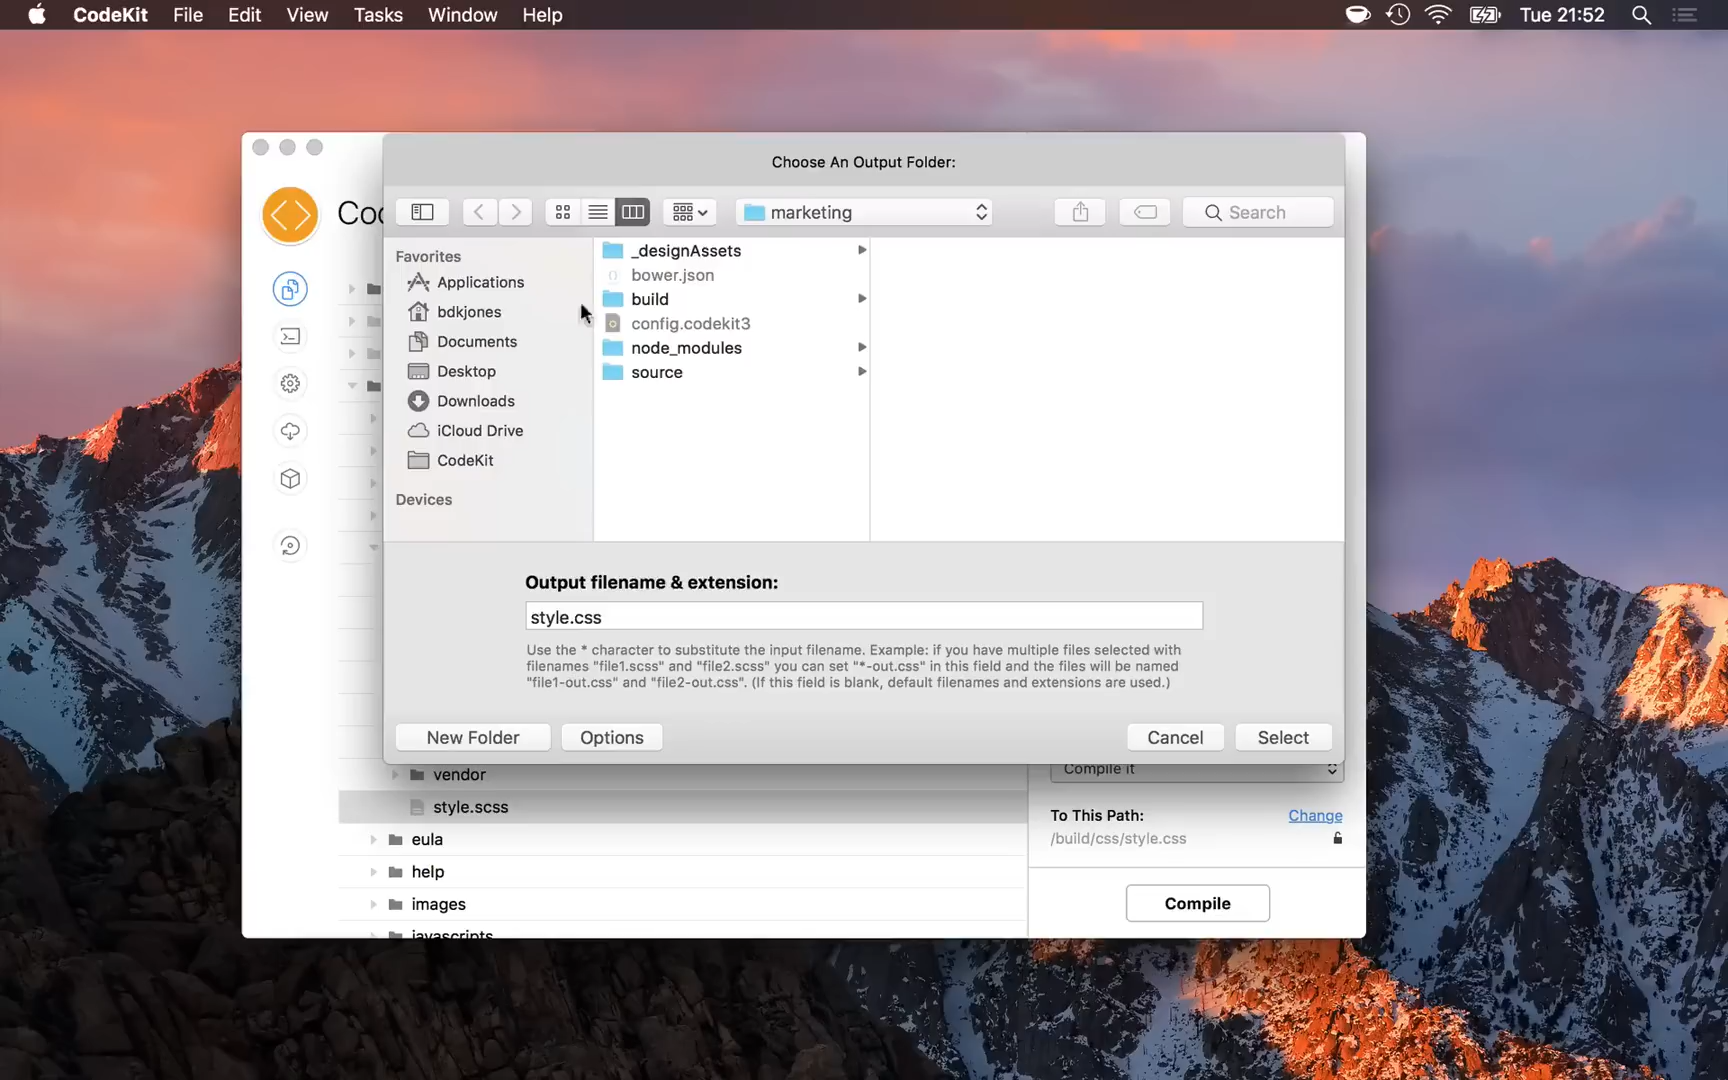 CodeKit File Edit View Tasks Window Help Tue 21:52
Choose An Output Folder:
marketing
Search
Favorites
Applications
bdkjones
Documents
Desktop
Downloads
iCloud Drive
CodeKit
Devices
_designAssets
bower.json
build
config.codekit3
node_modules
source
Output filename & extension:
style.css
Use the * character to substitute the input filename. Example: if you have multiple files selected with
filenames "file1.scss" and "file2.scss" you can set "*-out.css" in this field and the files will be named
"file1-out.css" and "file2-out.css". (If this field is blank, default filenames and extensions are used.)
New Folder Options Cancel Select
vendor
style.scss
eula
help
images
javascripts
Compile it
To This Path: Change
/build/css/style.css
Compile